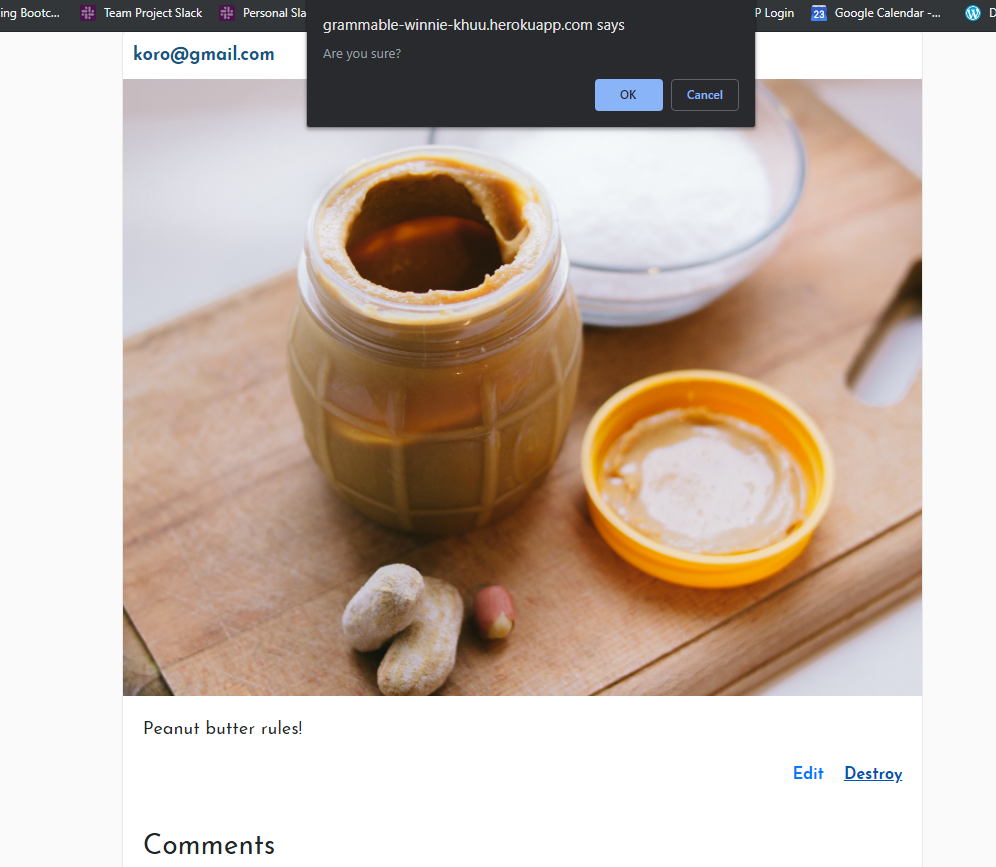 ing Bootc... Team Project Slack Personal Sla P Login 23 Google Calendar -... D
grammable-winnie-khuu.herokuapp.com says
Are you sure?
OK Cancel
koro@gmail.com
Peanut butter rules!
Edit Destroy
Comments